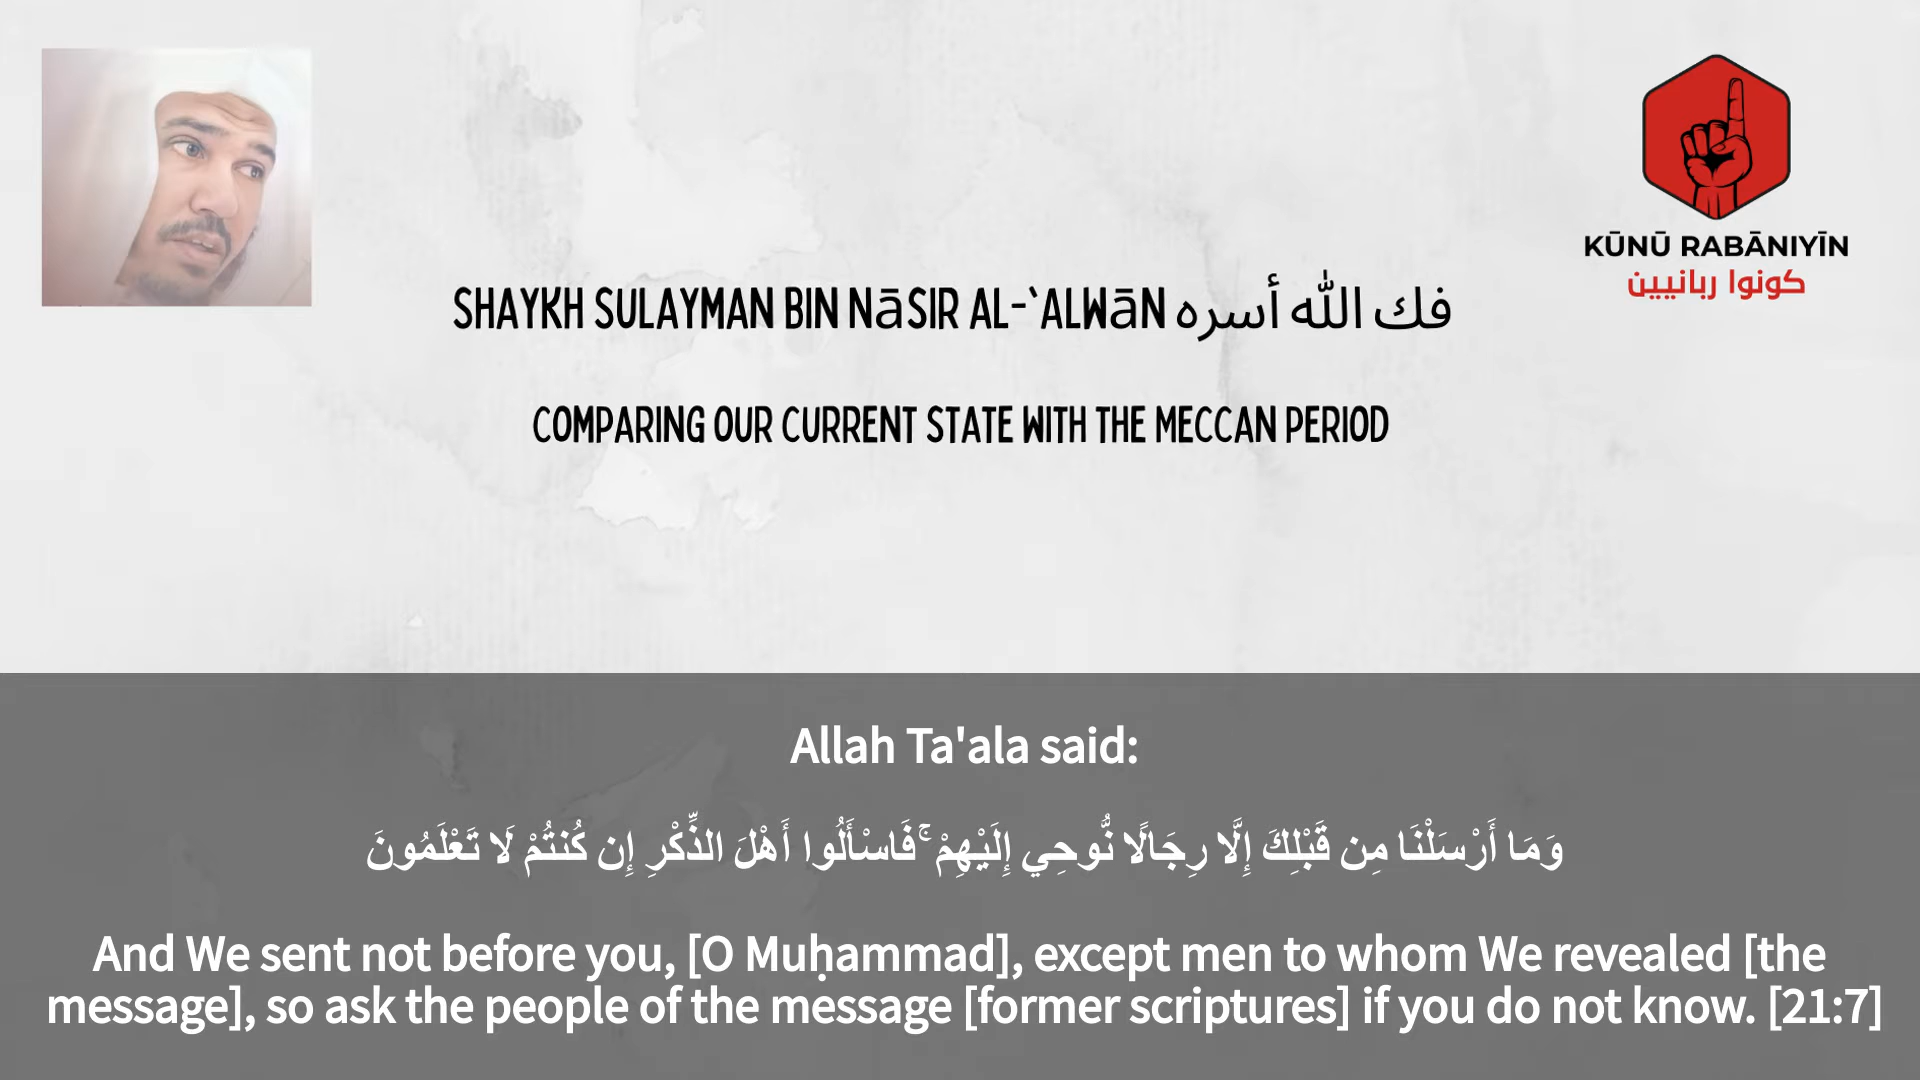 KŪNŪ RABĀNIYĪN
كونوا ربانيين
SHAYKH SULAYMAN BIN NāSIR AL-`ALWāN فك الله أسره
COMPARING OUR CURRENT STATE WITH THE MECCAN PERIOD
Allah Ta'ala said:
وَمَا أَرْسَلْنَا مِن قَبْلِكَ إِلَّا رِجَالًا نُّوحِي إِلَيْهِمْ ۚ فَاسْأَلُوا أَهْلَ الذِّكْرِ إِن كُنتُمْ لَا تَعْلَمُونَ
And We sent not before you, [O Muḥammad], except men to whom We revealed [the
message], so ask the people of the message [former scriptures] if you do not know. [21:7]